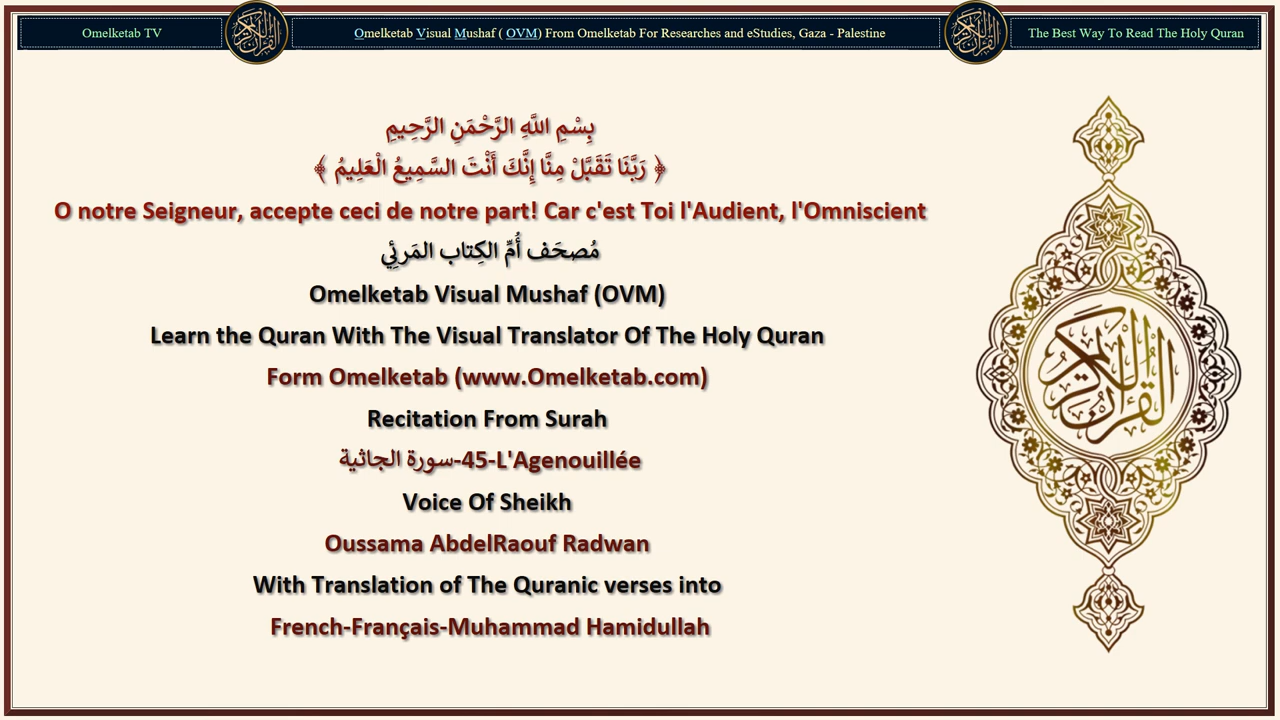 Omelketab TV
Omelketab Visual Mushaf ( OVM) From Omelketab For Researches and eStudies, Gaza - Palestine
The Best Way To Read The Holy Quran
بِسْمِ اللَّهِ الرَّحْمَنِ الرَّحِيمِ
﴿ رَبَّنَا تَقَبَّلْ مِنَّا إِنَّكَ أَنْتَ السَّمِيعُ الْعَلِيمُ ﴾
O notre Seigneur, accepte ceci de notre part! Car c'est Toi l'Audient, l'Omniscient
مُصحَف أُمِّ الكِتاب المَرئِي
Omelketab Visual Mushaf (OVM)
Learn the Quran With The Visual Translator Of The Holy Quran
Form Omelketab (www.Omelketab.com)
Recitation From Surah
سورة الجاثية-45-L'Agenouillée
Voice Of Sheikh
Oussama AbdelRaouf Radwan
With Translation of The Quranic verses into
French-Français-Muhammad Hamidullah
القرآن الكريم